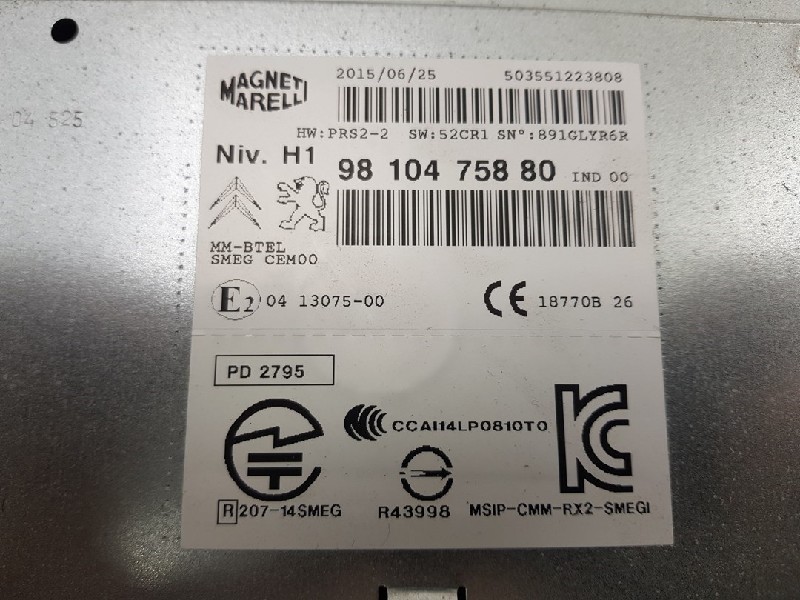 04 525
MAGNETI
MARELLI
2015/06/25 503551223808
HW:PRS2-2 SW:52CR1 SN°:891GLYR6R
Niv. H1 98 104 758 80 IND 00
MM-BTEL
SMEG CEM00
E2 04 13075-00 CE 18770B 26
PD 2795
CCAI14LP0810T0
R 207-14SMEG R43998 MSIP-CMM-RX2-SMEGI